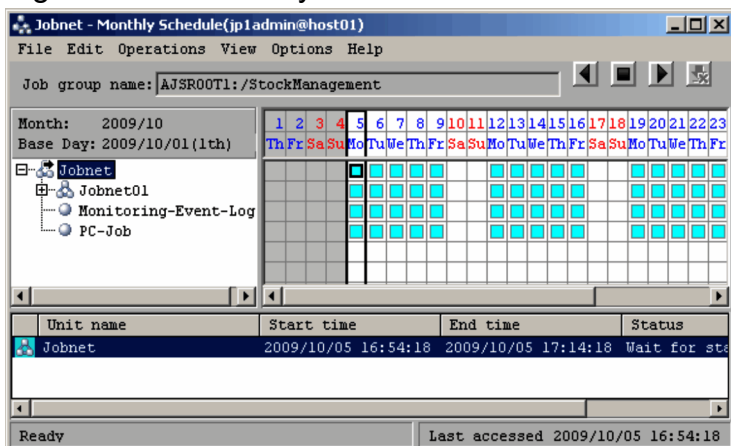 Jobnet - Monthly Schedule(jp1admin@host01)
File Edit Operations View Options Help
Job group name: AJSROOT1:/StockManagement
Month: 2009/10
Base Day: 2009/10/01(1th)
1 2 3 4 5 6 7 8 9 10 11 12 13 14 15 16 17 18 19 20 21 22 23
Th Fr Sa Su Mo Tu We Th Fr Sa Su Mo Tu We Th Fr Sa Su Mo Tu We Th Fr
Jobnet
Jobnet01
Monitoring-Event-Log
PC-Job
Unit name Start time End time Status
Jobnet 2009/10/05 16:54:18 2009/10/05 17:14:18 Wait for sta
Ready Last accessed 2009/10/05 16:54:18